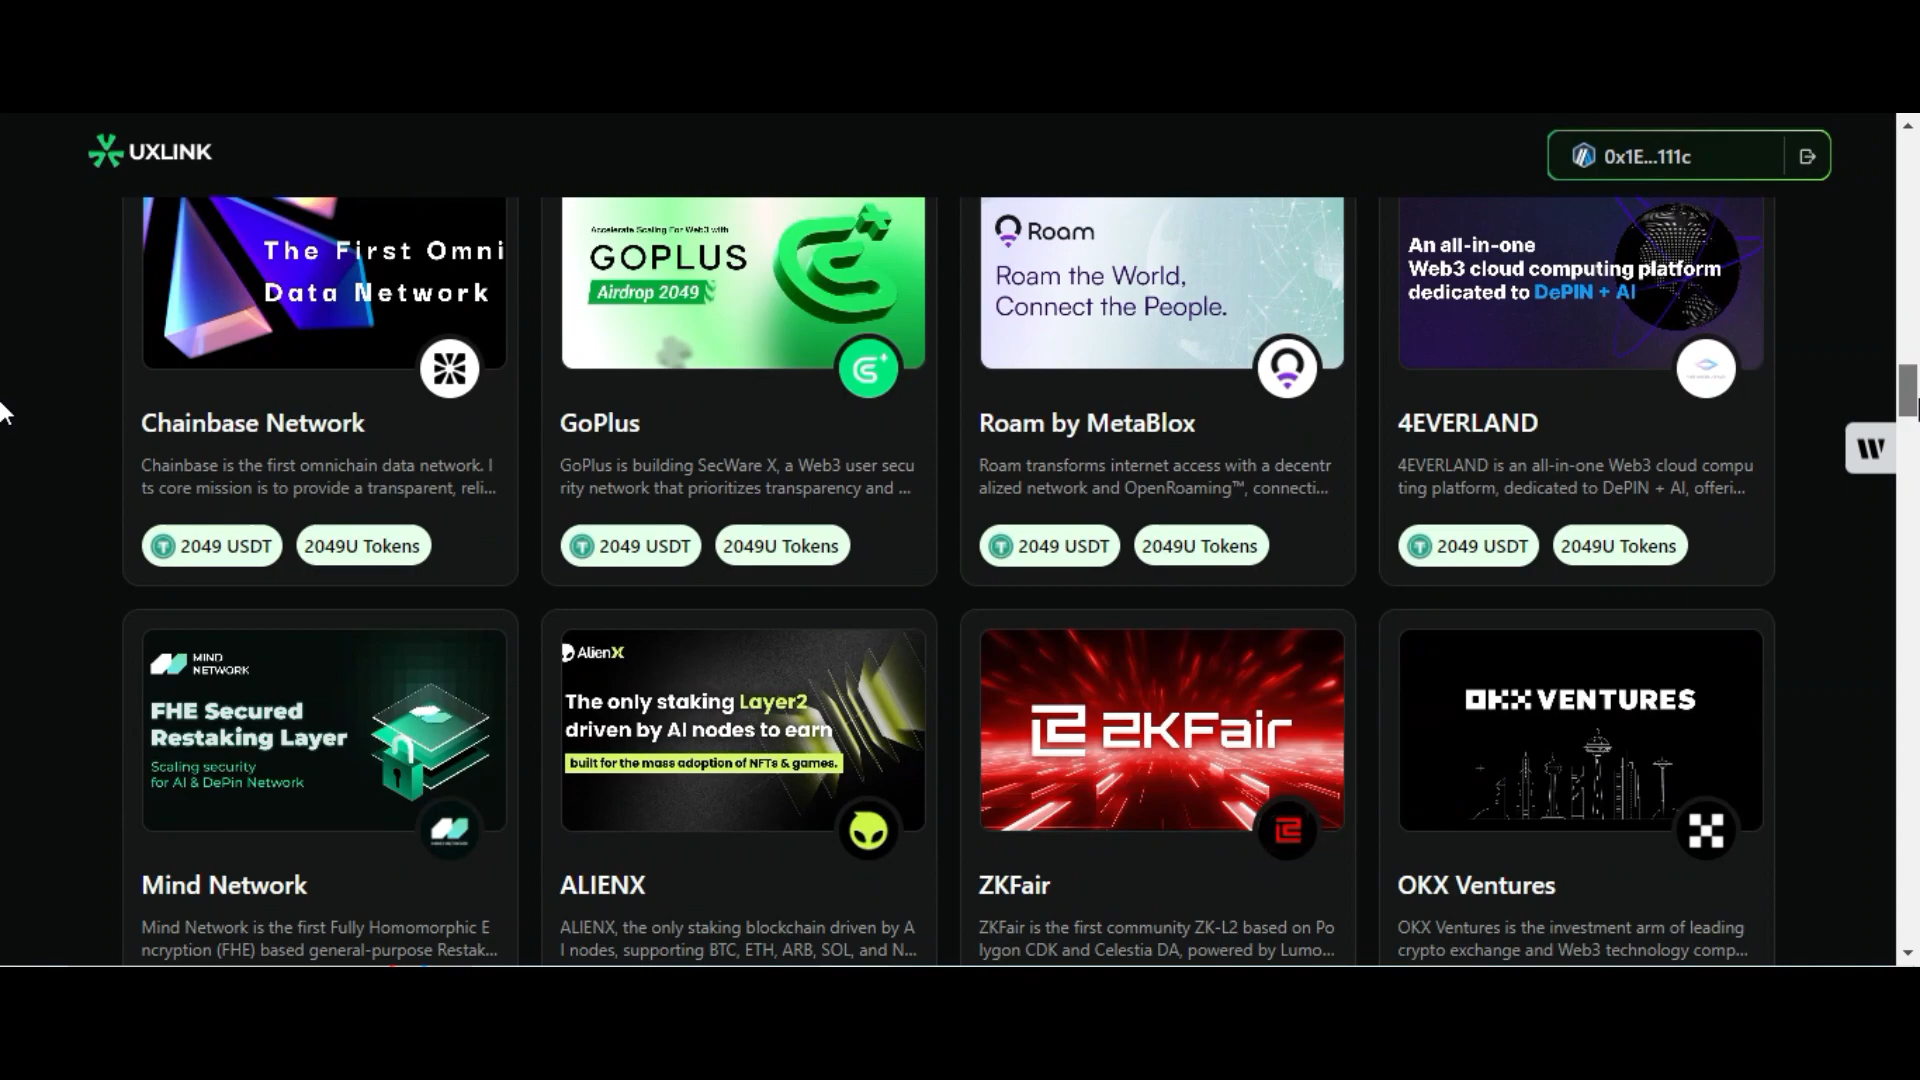 UXLINK
0x1E...111c
The First Omni
Data Network
Accelerate Scaling For Web3 with
GOPLUS
Airdrop 2049
Roam
Roam the World,
Connect the People.
An all-in-one
Web3 cloud computing platform
dedicated to DePIN + AI
Chainbase Network
Chainbase is the first omnichain data network. I
ts core mission is to provide a transparent, reli...
2049 USDT
2049U Tokens
GoPlus
GoPlus is building SecWare X, a Web3 user secu
rity network that prioritizes transparency and ...
2049 USDT
2049U Tokens
Roam by MetaBlox
Roam transforms internet access with a decentr
alized network and OpenRoaming™, connecti...
2049 USDT
2049U Tokens
4EVERLAND
4EVERLAND is an all-in-one Web3 cloud compu
ting platform, dedicated to DePIN + AI, offeri...
2049 USDT
2049U Tokens
MIND
NETWORK
FHE Secured
Restaking Layer
Scaling security
for AI & DePin Network
AlienX
The only staking Layer2
driven by AI nodes to earn
built for the mass adoption of NFTs & games.
ZKFair
OKX VENTURES
Mind Network
Mind Network is the first Fully Homomorphic E
ncryption (FHE) based general-purpose Restak...
ALIENX
ALIENX, the only staking blockchain driven by A
I nodes, supporting BTC, ETH, ARB, SOL, and N...
ZKFair
ZKFair is the first community ZK-L2 based on Po
lygon CDK and Celestia DA, powered by Lumo...
OKX Ventures
OKX Ventures is the investment arm of leading
crypto exchange and Web3 technology comp...